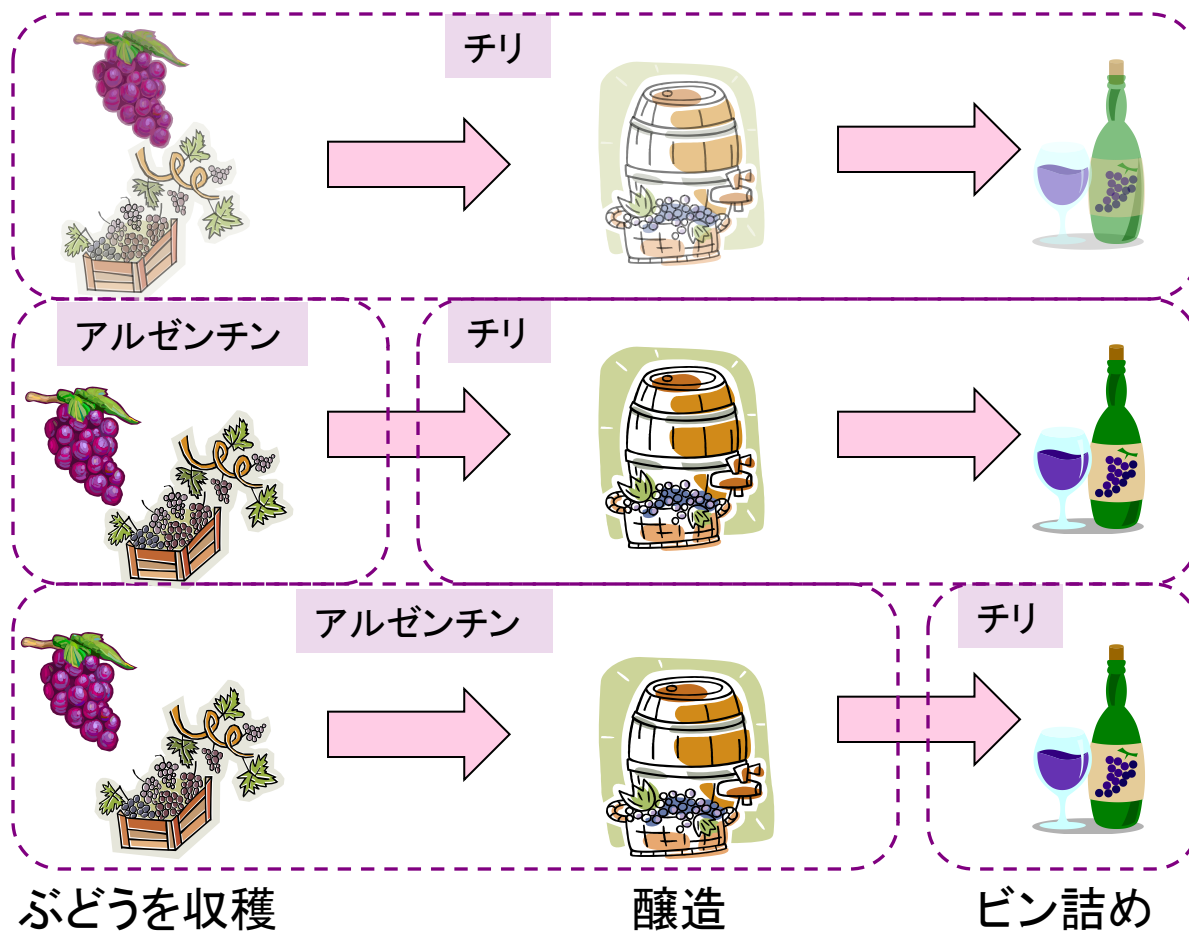 チリ
アルゼンチン
チリ
アルゼンチン
チリ
ぶどうを収穫
醸造
ビン詰め